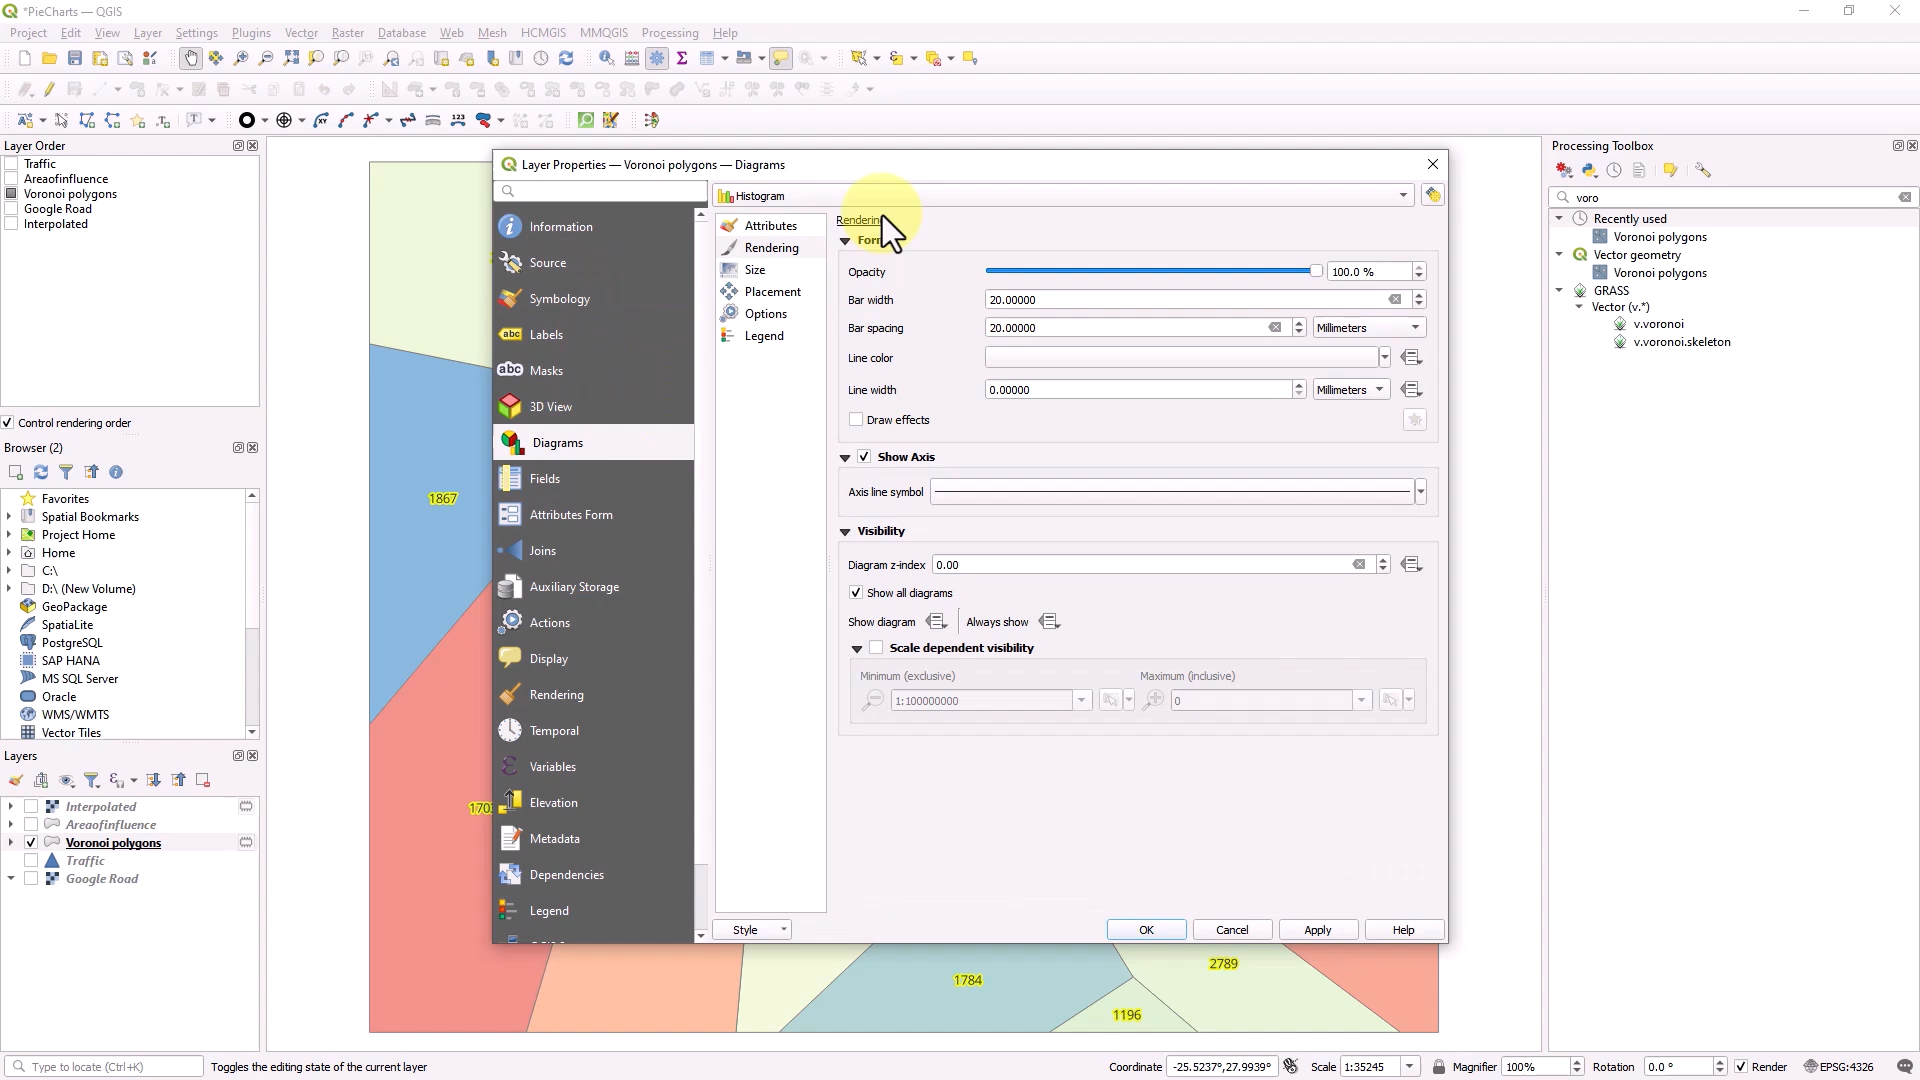 *PieCharts — QGIS
Project Edit View Layer Settings Plugins Vector Raster Database Web Mesh HCMGIS MMQGIS Processing Help
Layer Order
Traffic
Areaofinfluence
Voronoi polygons
Google Road
Interpolated
Control rendering order
Browser (2)
Favorites
Spatial Bookmarks
Project Home
Home
C:\
D:\ (New Volume)
GeoPackage
SpatiaLite
PostgreSQL
SAP HANA
MS SQL Server
Oracle
WMS/WMTS
Vector Tiles
Layers
Interpolated
Areaofinfluence
Voronoi polygons
Traffic
Google Road
1867
1784
2789
1196
Layer Properties — Voronoi polygons — Diagrams
Information
Source
Symbology
Labels
Masks
3D View
Diagrams
Fields
Attributes Form
Joins
Auxiliary Storage
Actions
Display
Rendering
Temporal
Variables
Elevation
Metadata
Dependencies
Legend
Histogram
Attributes
Rendering
Size
Placement
Options
Legend
Rendering
Opacity 100.0 %
Bar width 20.00000
Bar spacing 20.00000 Millimeters
Line color
Line width 0.00000 Millimeters
Draw effects
Show Axis
Axis line symbol
Visibility
Diagram z-index 0.00
Show all diagrams
Show diagram Always show
Scale dependent visibility
Minimum (exclusive) Maximum (inclusive)
1:100000000 0
Style OK Cancel Apply Help
Processing Toolbox
voro
Recently used
Voronoi polygons
Vector geometry
Voronoi polygons
GRASS
Vector (v.*)
v.voronoi
v.voronoi.skeleton
Type to locate (Ctrl+K) Toggles the editing state of the current layer Coordinate -25.5237°,27.9939° Scale 1:35245 Magnifier 100% Rotation 0.0 ° Render EPSG:4326